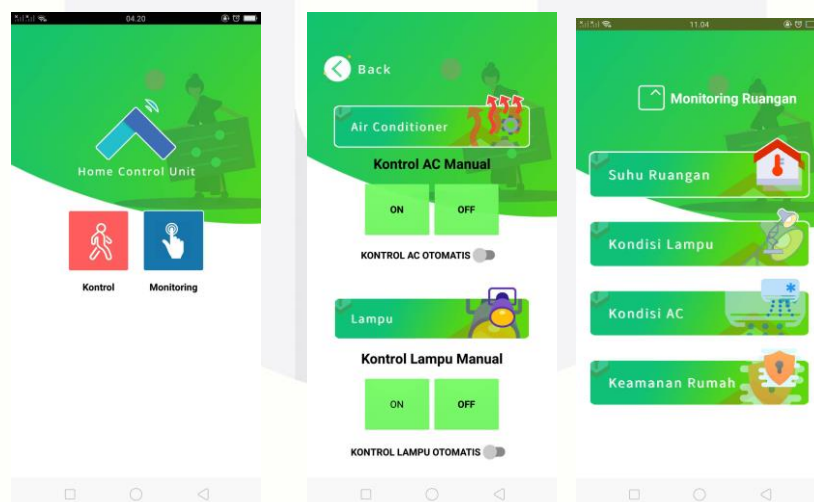 04.20
Home Control Unit
Kontrol
Monitoring
Back
Air Conditioner
Kontrol AC Manual
ON
OFF
KONTROL AC OTOMATIS
Lampu
Kontrol Lampu Manual
ON
OFF
KONTROL LAMPU OTOMATIS
11.04
Monitoring Ruangan
Suhu Ruangan
Kondisi Lampu
Kondisi AC
Keamanan Rumah